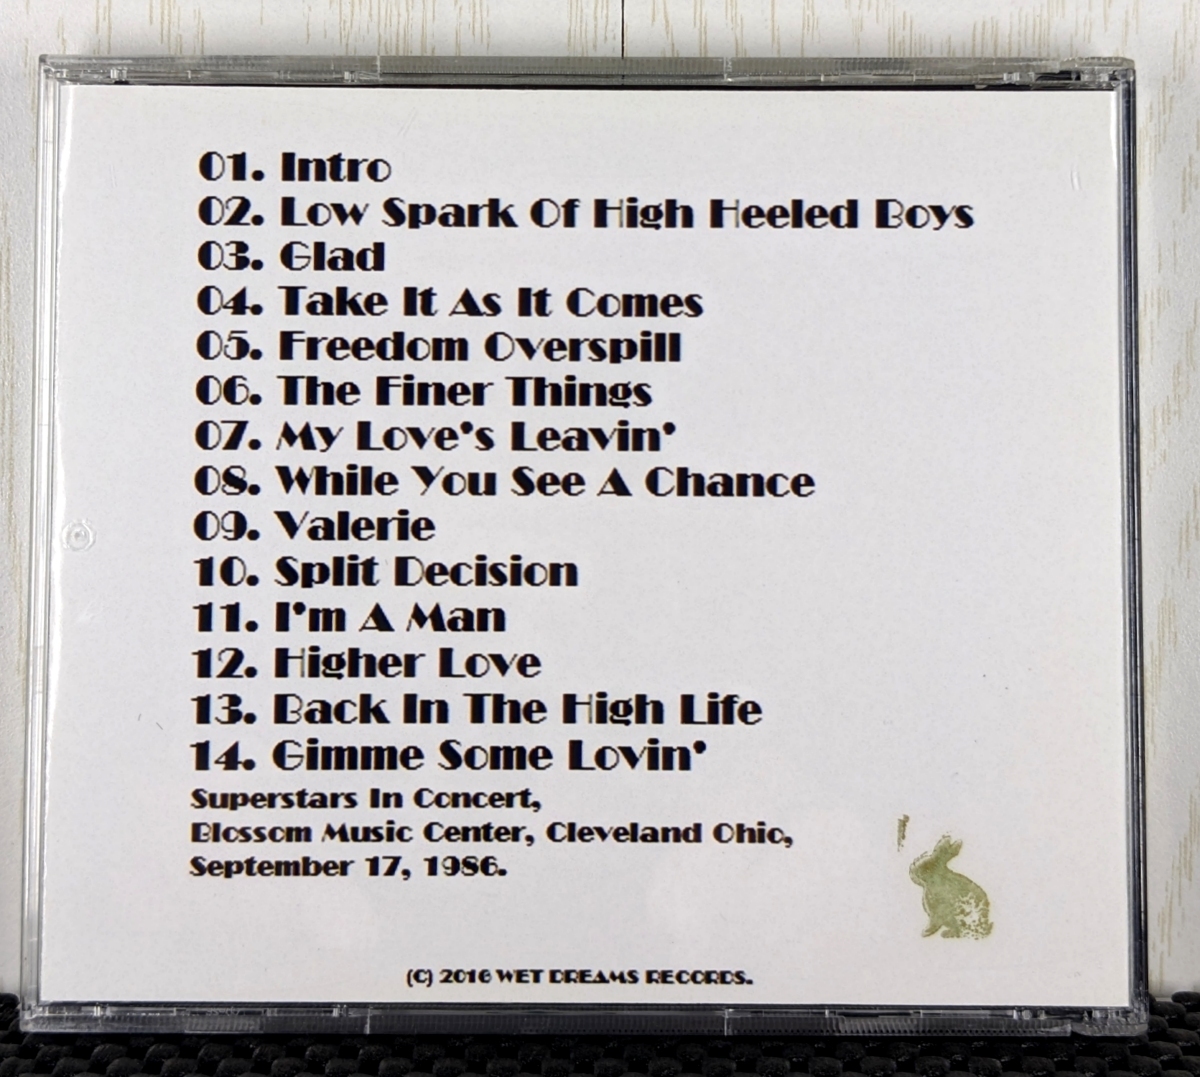 01. Intro
02. Low Spark Of High Heeled Boys
03. Glad
04. Take It As It Comes
05. Freedom Overspill
06. The Finer Things
07. My Love's Leavin'
08. While You See A Chance
09. Valerie
10. Split Decision
11. I'm A Man
12. Higher Love
13. Back In The High Life
14. Gimme Some Lovin'
Superstars In Concert,
Blossom Music Center, Cleveland Ohio,
September 17, 1986.
(C) 2016 WET DREAMS RECORDS.